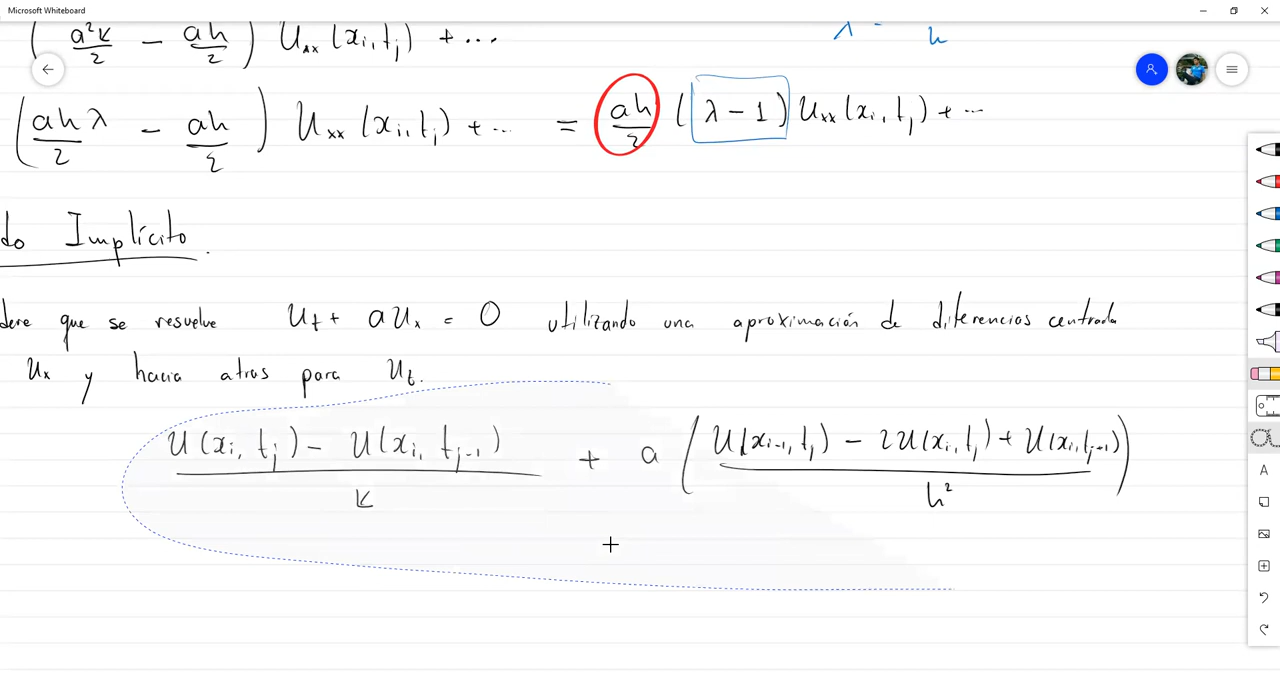 Microsoft Whiteboard
( a²k/2 − ah/2 ) Uxx (xi, tj) + ...
λ = h
( ahλ/2 − ah/2 ) Uxx (xi, tj) + ... = ah/2 ( λ − 1 ) Uxx (xi, tj) + ...
do Implícito.
dere que se resuelve Ut + aUx = 0 utilizando una aproximación de diferencias centrada
Ux y hacia atras para Ut.
U(xi, tj) − U(xi, tj-1) / k + a ( U(xi-1, tj) − 2U(xi, tj) + U(xi, tj-1) / h² )
A